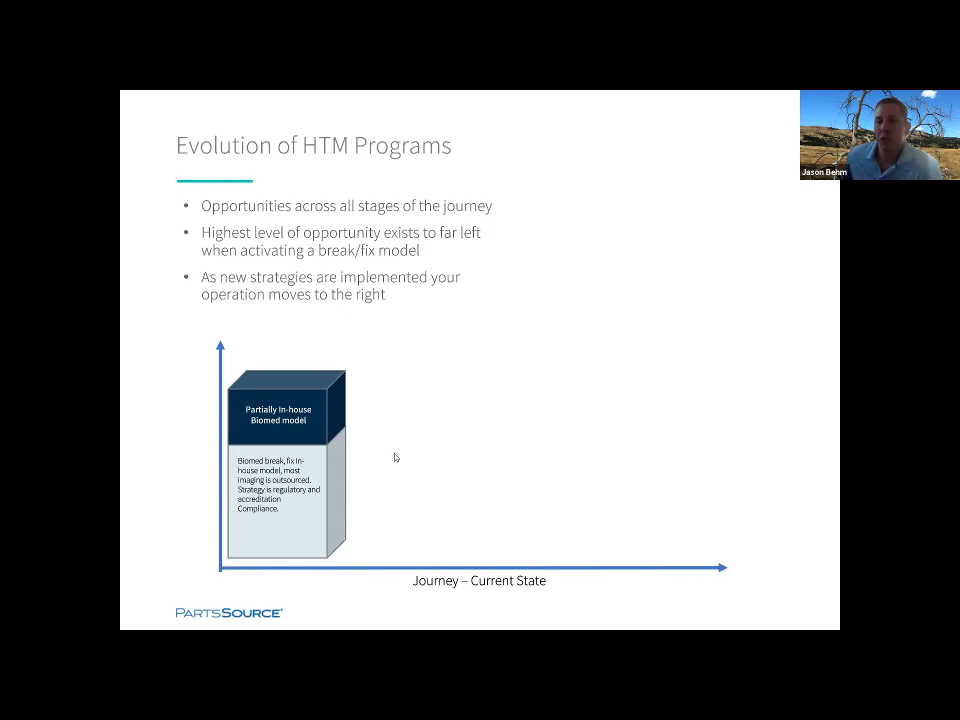 Evolution of HTM Programs
Jason Behm
• Opportunities across all stages of the journey
• Highest level of opportunity exists to far left
when activating a break/fix model
• As new strategies are implemented your
operation moves to the right
Partially In-house
Biomed model
Biomed break, fix In-
house model, most
imaging is outsourced.
Strategy is regulatory and
accreditation
Compliance.
Journey – Current State
PARTSSOURCE®